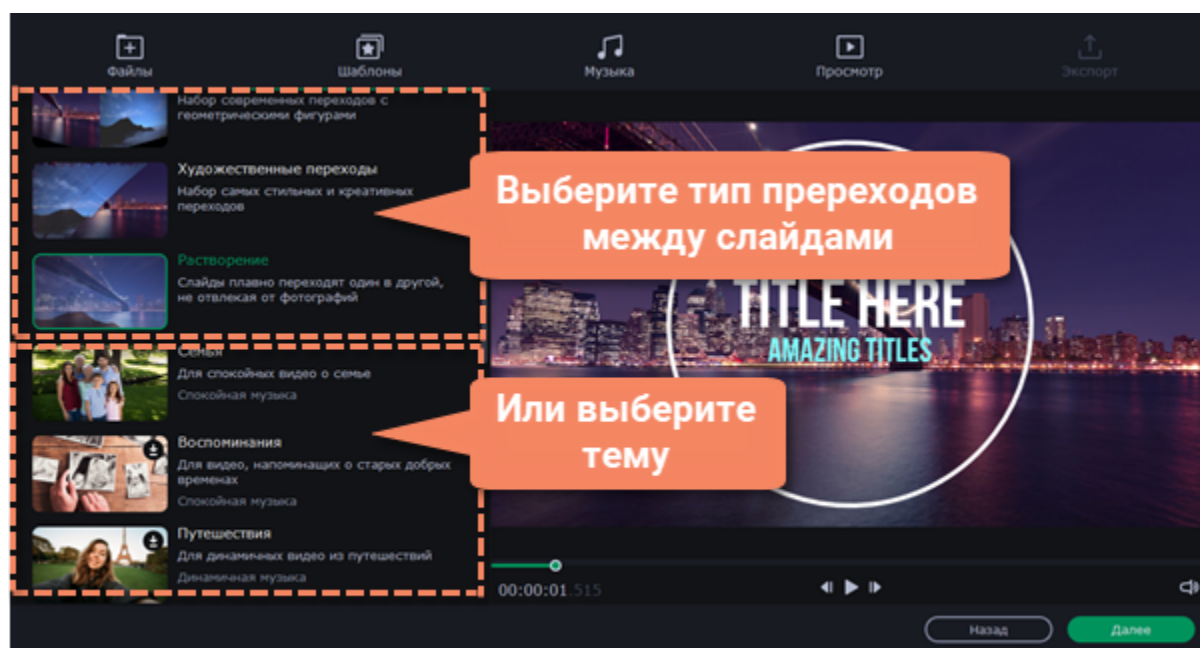 Файлы
Шаблоны
Музыка
Просмотр
Экспорт
Набор современных переходов с
геометрическими фигурами
Художественные переходы
Набор самых стильных и креативных
переходов
Растворение
Слайды плавно переходят один в другой,
не отвлекая от фотографий
Выберите тип пререходов
между слайдами
Семья
Для спокойных видео о семье
Спокойная музыка
Воспоминания
Для видео, напоминащих о старых добрых
временах
Спокойная музыка
Путешествия
Для динамичных видео из путешествий
Динамичная музыка
Или выберите
тему
TITLE HERE
AMAZING TITLES
00:00:01.515
Назад
Далее